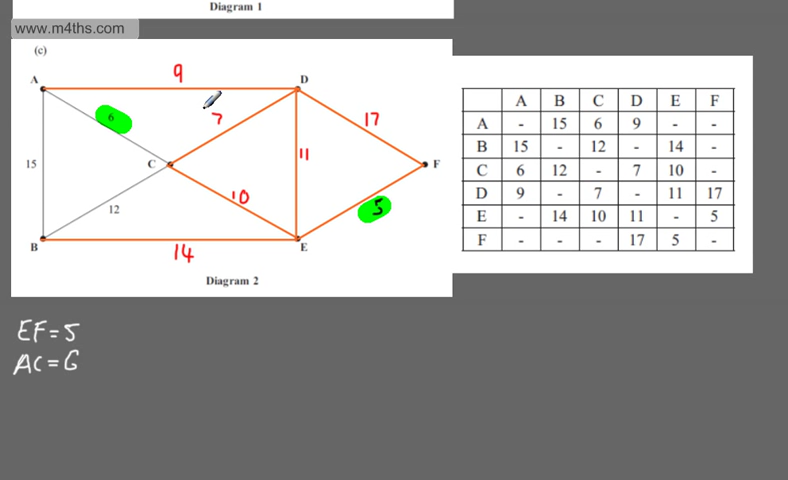 Diagram 1
www.m4ths.com
(c)
9
A
D
6
7
17
15
C
11
F
10
12
5
B
14
E
Diagram 2
A B C D E F
A - 15 6 9 - -
B 15 - 12 - 14 -
C 6 12 - 7 10 -
D 9 - 7 - 11 17
E - 14 10 11 - 5
F - - - 17 5 -
EF=5
AC=6